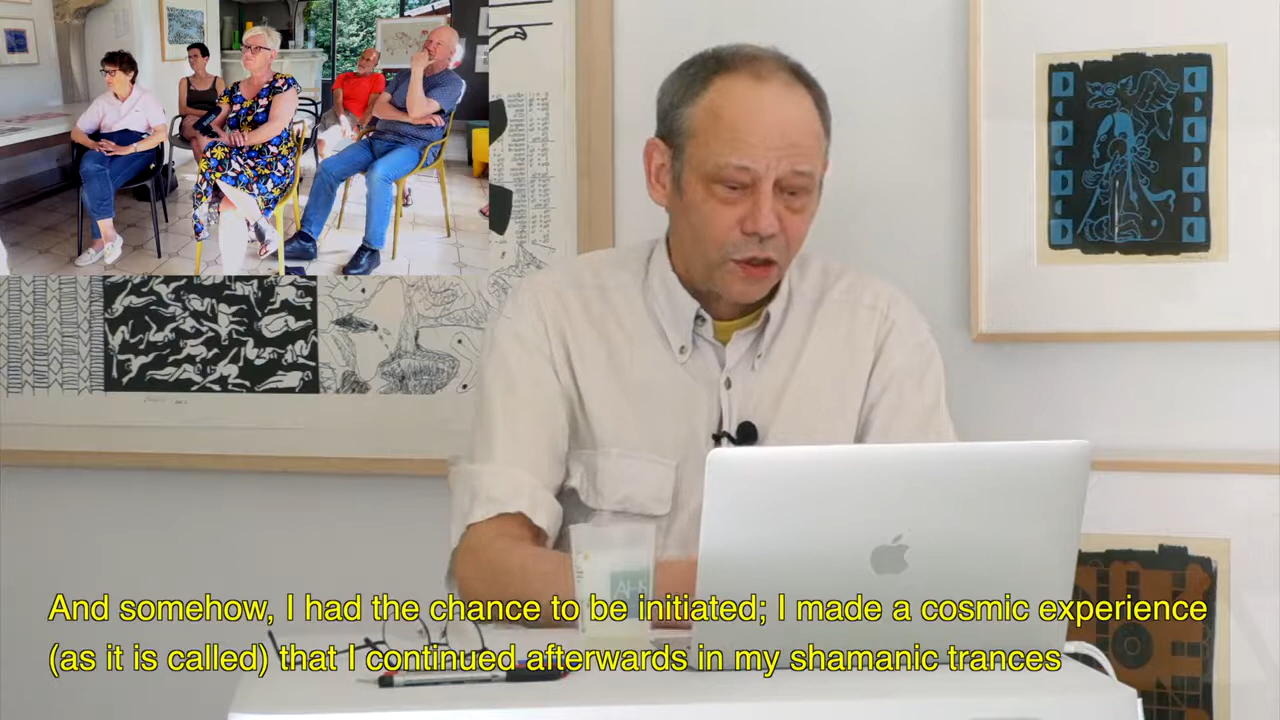 And somehow, I had the chance to be initiated; I made a cosmic experience
(as it is called) that I continued afterwards in my shamanic trances